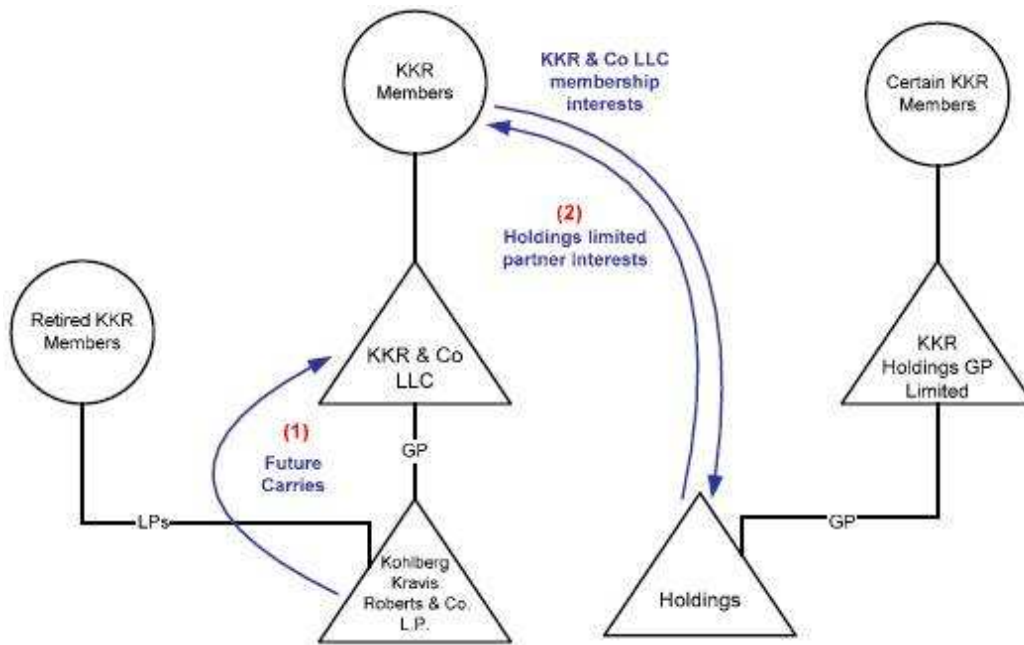 KKR
Members
KKR & Co LLC
membership
interests
Certain KKR
Members
(2)
Holdings limited
partner interests
Retired KKR
Members
KKR & Co
LLC
KKR
Holdings GP
Limited
(1)
Future
Carries
GP
LPs
GP
Kohlberg
Kravis
Roberts & Co.
L.P.
Holdings